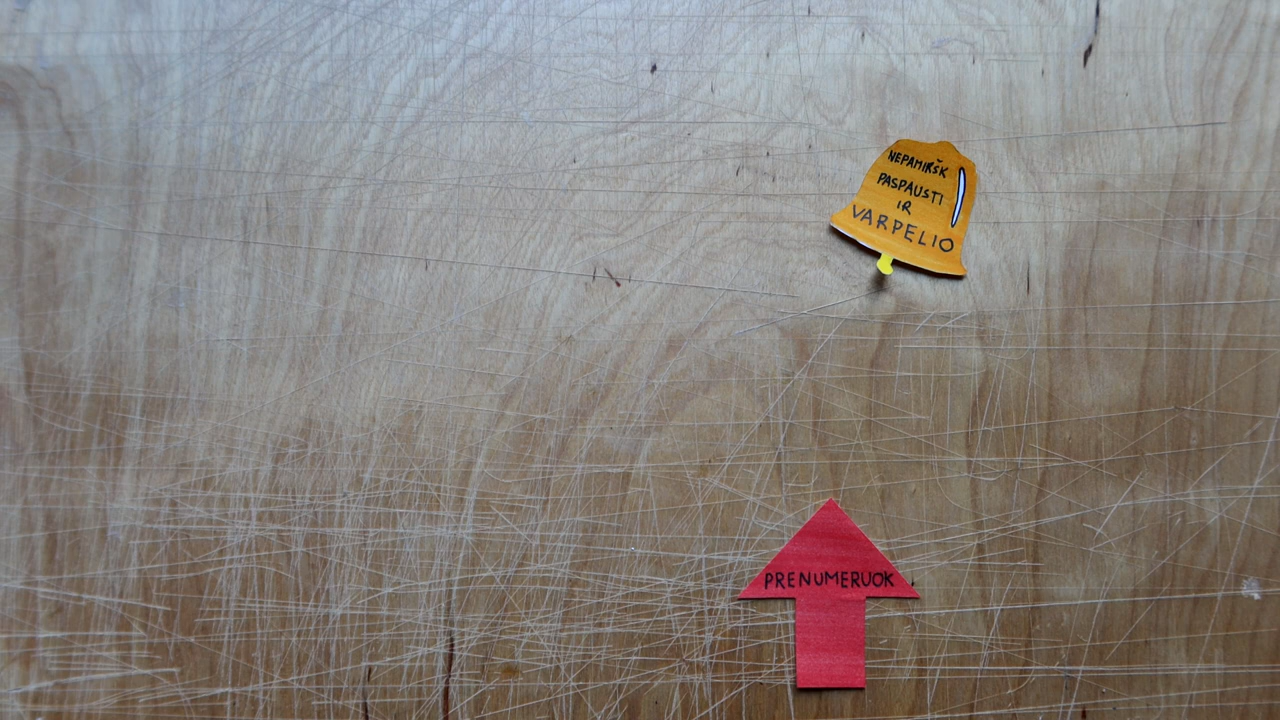 NEPAMIRŠK
PASPAUSTI
IR
VARPELIO
PRENUMERUOK